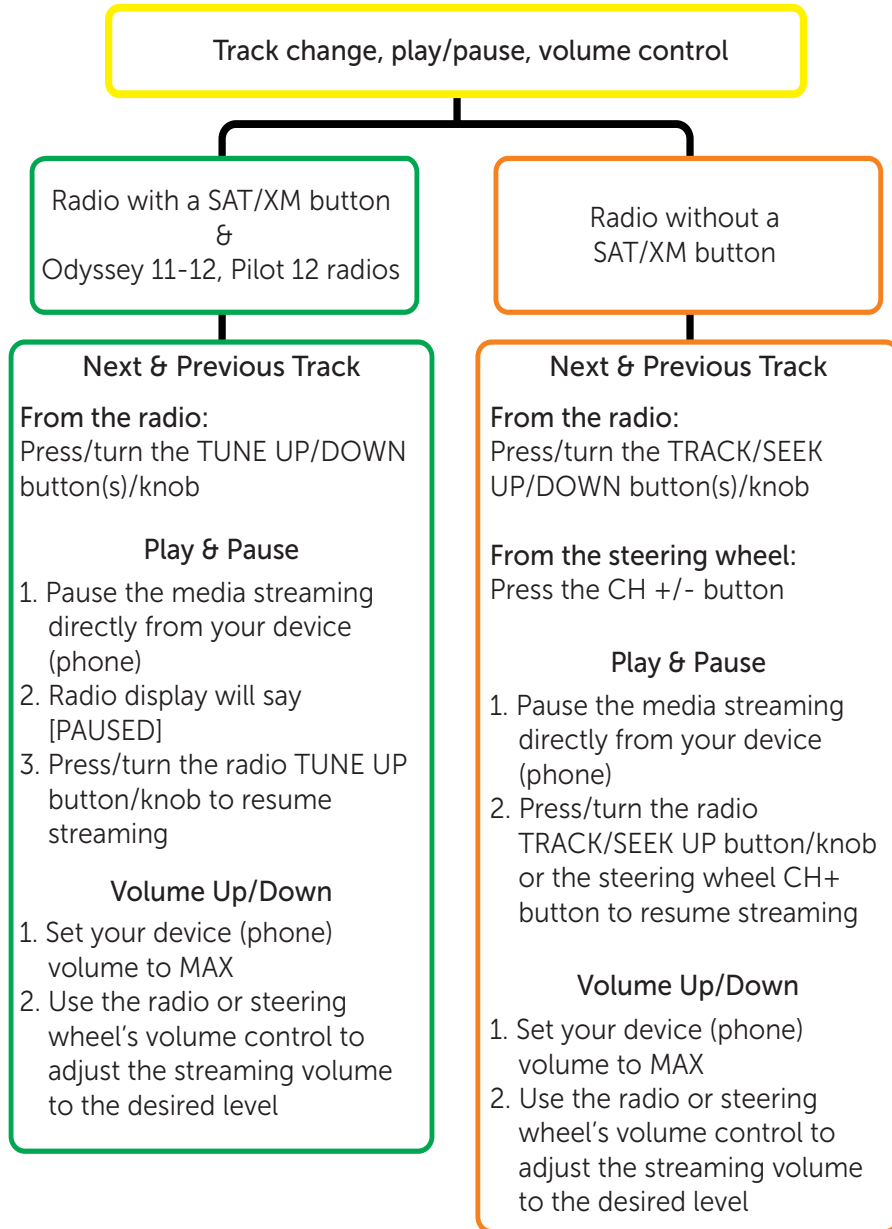 Track change, play/pause, volume control
Radio with a SAT/XM button
&
Odyssey 11-12, Pilot 12 radios
Next & Previous Track
From the radio:
Press/turn the TUNE UP/DOWN
button(s)/knob
Play & Pause
1. Pause the media streaming
directly from your device
(phone)
2. Radio display will say
[PAUSED]
3. Press/turn the radio TUNE UP
button/knob to resume
streaming
Volume Up/Down
1. Set your device (phone)
volume to MAX
2. Use the radio or steering
wheel's volume control to
adjust the streaming volume
to the desired level
Radio without a
SAT/XM button
Next & Previous Track
From the radio:
Press/turn the TRACK/SEEK
UP/DOWN button(s)/knob
From the steering wheel:
Press the CH +/- button
Play & Pause
1. Pause the media streaming
directly from your device
(phone)
2. Press/turn the radio
TRACK/SEEK UP button/knob
or the steering wheel CH+
button to resume streaming
Volume Up/Down
1. Set your device (phone)
volume to MAX
2. Use the radio or steering
wheel's volume control to
adjust the streaming volume
to the desired level